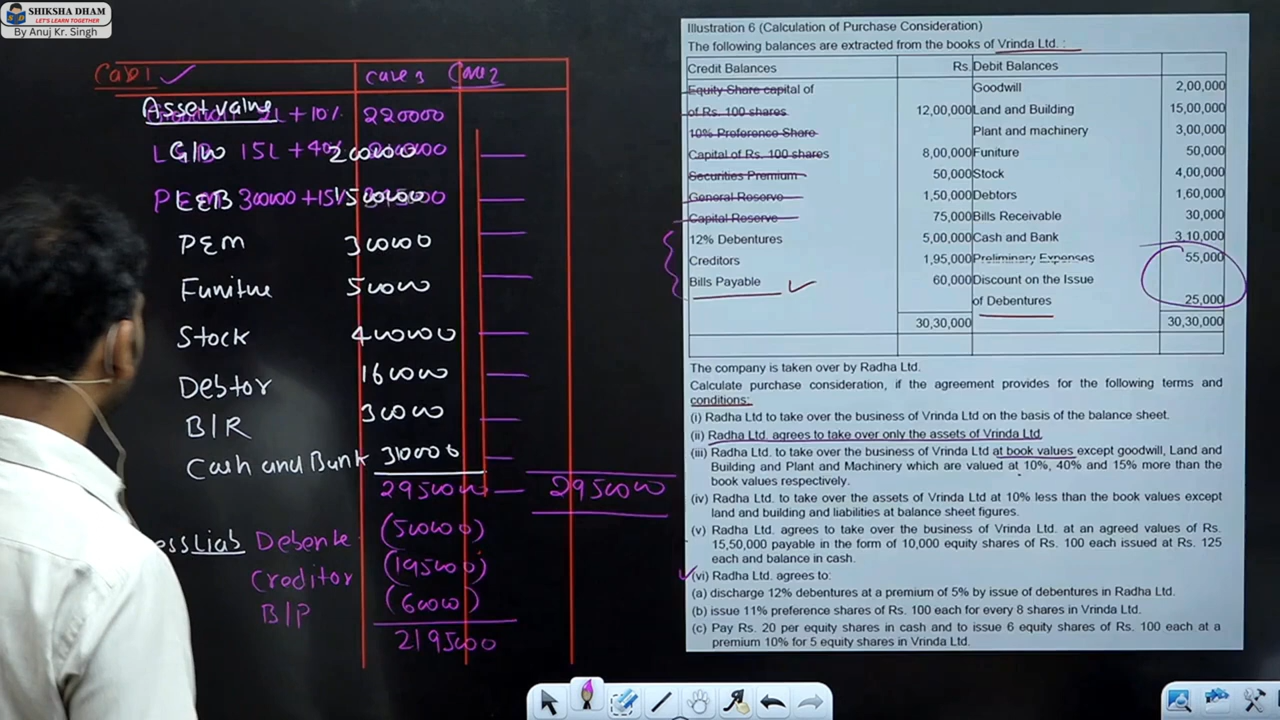 SHIKSHA DHAM
LET'S LEARN TOGETHER
By Anuj Kr. Singh
Case 3 Case 2
Asset value
2L + 10% 220000
G/W 15L + 40% 200000
P & M 300000 + 15%
L & B 1500000
P & M 300000
Funitue 50000
Stock 400000
Debtor 160000
B/R 30000
Cash and Bank 310000
2950000 2950000
Less Liab Debente (500000)
Creditor (195000)
B/P (60000)
2195000
Illustration 6 (Calculation of Purchase Consideration)
The following balances are extracted from the books of Vrinda Ltd. :
Credit Balances Rs. Debit Balances
Equity Share capital of Goodwill 2,00,000
of Rs. 100 shares 12,00,000 Land and Building 15,00,000
10% Preference Share Plant and machinery 3,00,000
Capital of Rs. 100 shares 8,00,000 Funiture 50,000
Securities Premium 50,000 Stock 4,00,000
General Reserve 1,50,000 Debtors 1,60,000
Capital Reserve 75,000 Bills Receivable 30,000
12% Debentures 5,00,000 Cash and Bank 3,10,000
Creditors 1,95,000 Preliminary Expenses 55,000
Bills Payable 60,000 Discount on the Issue
of Debentures 25,000
30,30,000 30,30,000
The company is taken over by Radha Ltd.
Calculate purchase consideration, if the agreement provides for the following terms and
conditions:
(i) Radha Ltd to take over the business of Vrinda Ltd on the basis of the balance sheet.
(ii) Radha Ltd. agrees to take over only the assets of Vrinda Ltd.
(iii) Radha Ltd. to take over the business of Vrinda Ltd at book values except goodwill, Land and
Building and Plant and Machinery which are valued at 10%, 40% and 15% more than the
book values respectively.
(iv) Radha Ltd. to take over the assets of Vrinda Ltd at 10% less than the book values except
land and building and liabilities at balance sheet figures.
(v) Radha Ltd. agrees to take over the business of Vrinda Ltd. at an agreed values of Rs.
15,50,000 payable in the form of 10,000 equity shares of Rs. 100 each issued at Rs. 125
each and balance in cash.
(vi) Radha Ltd. agrees to:
(a) discharge 12% debentures at a premium of 5% by issue of debentures in Radha Ltd.
(b) issue 11% preference shares of Rs. 100 each for every 8 shares in Vrinda Ltd.
(c) Pay Rs. 20 per equity shares in cash and to issue 6 equity shares of Rs. 100 each at a
premium 10% for 5 equity shares in Vrinda Ltd.